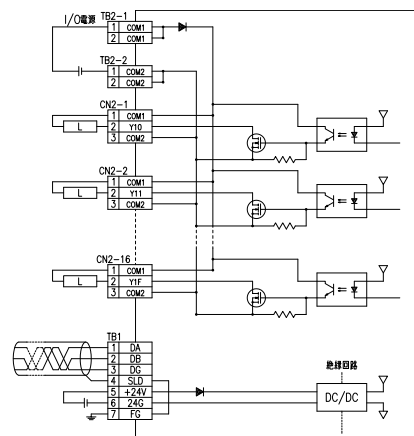 I/O電源 TB2-1
1 COM1
2 COM1
TB2-2
1 COM2
2 COM2
CN2-1
1 COM1
L 2 Y10
3 COM2
CN2-2
1 COM1
L 2 Y11
3 COM2
CN2-16
1 COM1
L 2 Y1F
3 COM2
TB1
1 DA
2 DB
3 DG
4 SLD
5 +24V
6 24G
7 FG
絶縁回路
DC/DC